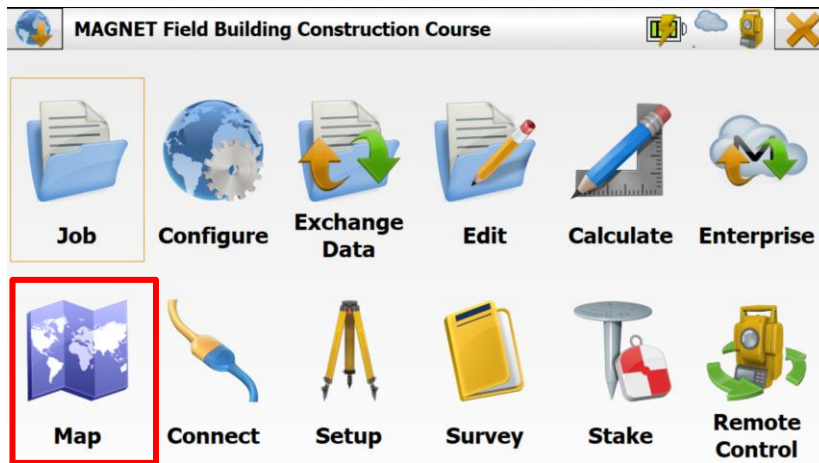 MAGNET Field Building Construction Course
Job
Configure
Exchange
Data
Edit
Calculate
Enterprise
Map
Connect
Setup
Survey
Stake
Remote
Control